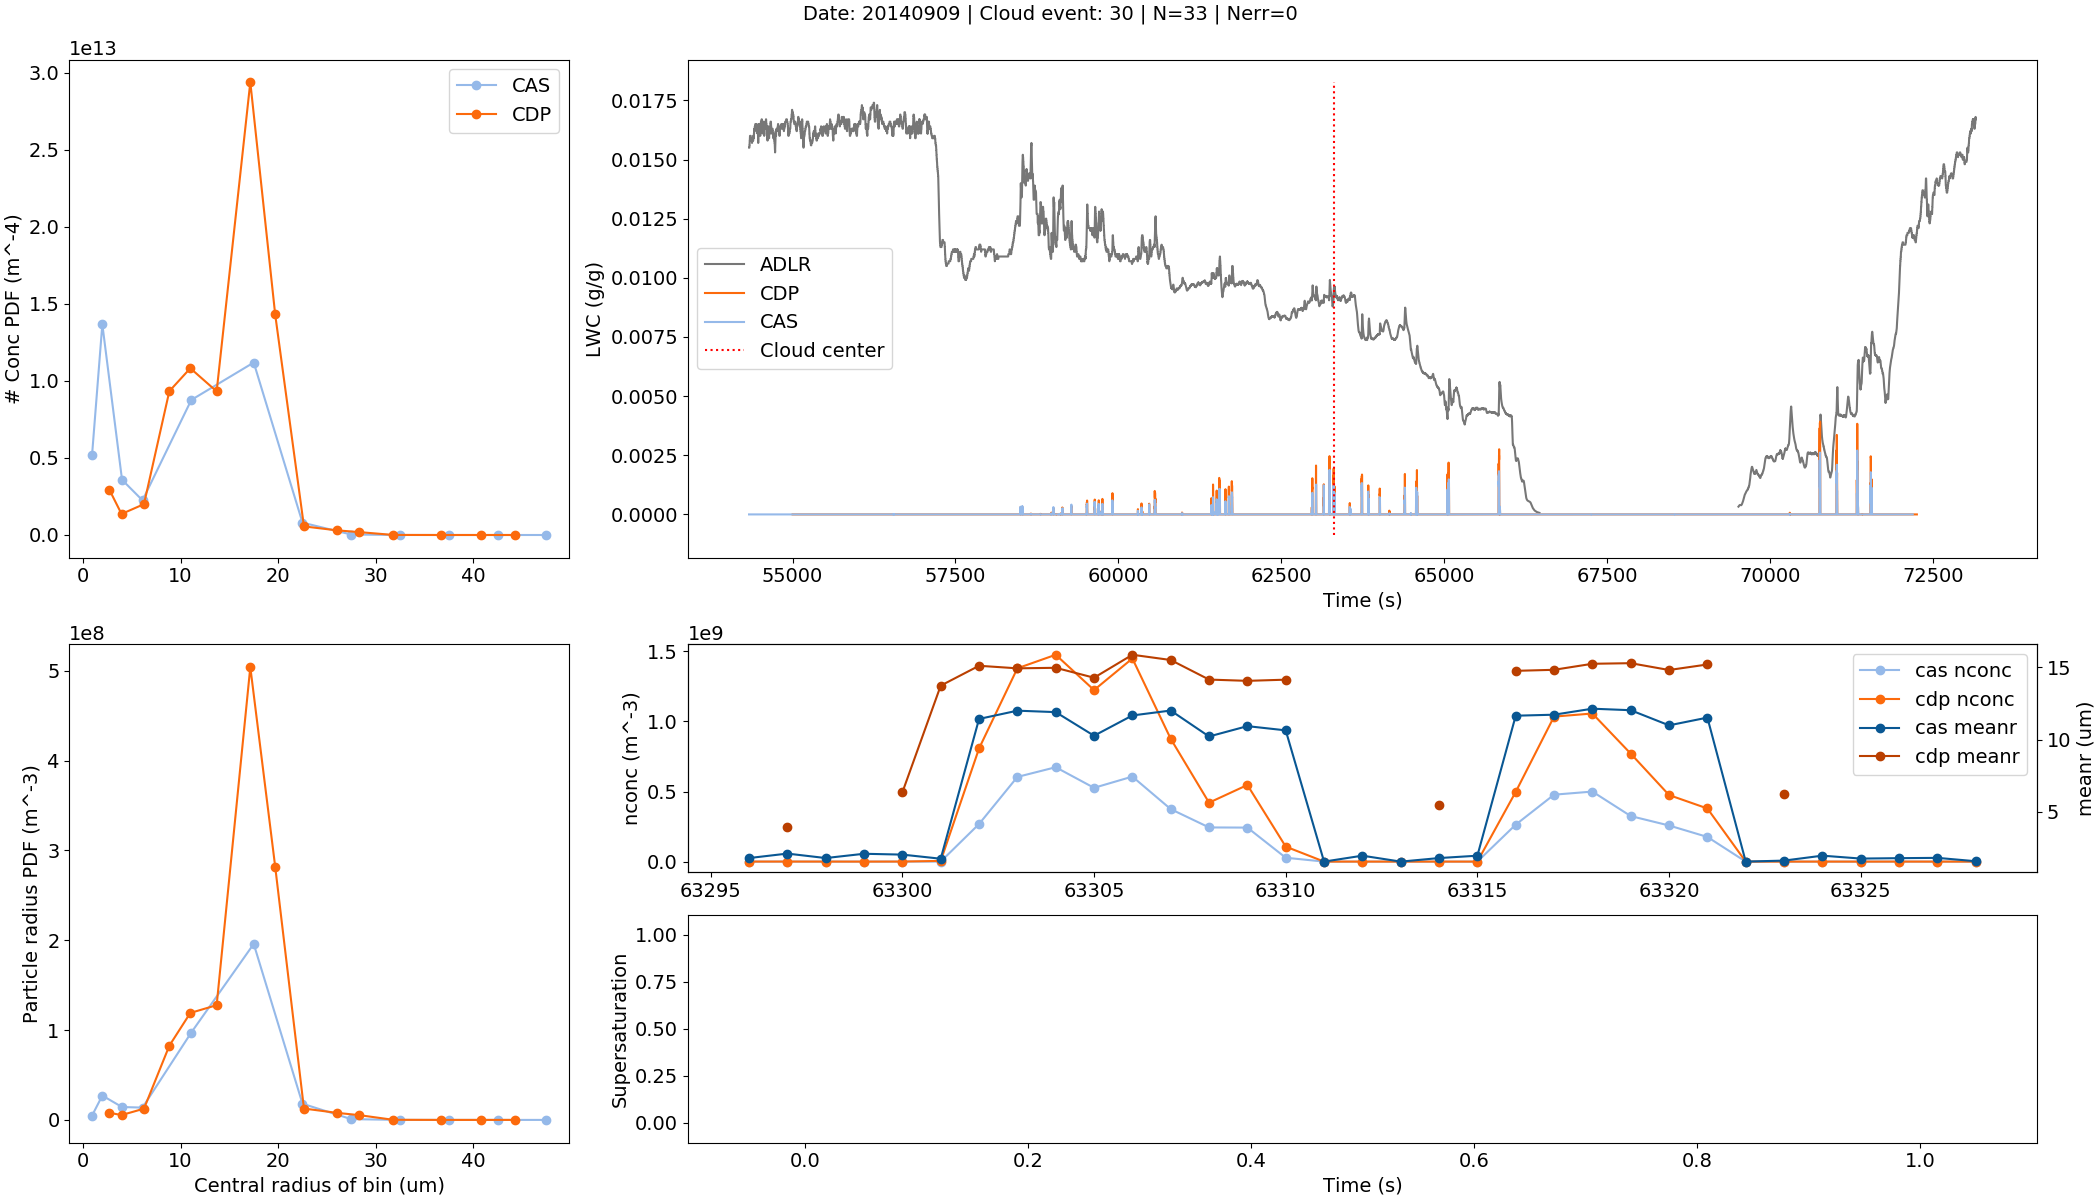 Date: 20140909 | Cloud event: 30 | N=33 | Nerr=0
1e13
# Conc PDF (m^-4)
3.0
2.5
2.0
1.5
1.0
0.5
0.0
0 10 20 30 40
CAS
CDP
LWC (g/g)
0.0175
0.0150
0.0125
0.0100
0.0075
0.0050
0.0025
0.0000
ADLR
CDP
CAS
Cloud center
55000 57500 60000 62500 65000 67500 70000 72500
Time (s)
1e8
Particle radius PDF (m^-3)
5
4
3
2
1
0
0 10 20 30 40
Central radius of bin (um)
1e9
nconc (m^-3)
1.5
1.0
0.5
0.0
63295 63300 63305 63310 63315 63320 63325
cas nconc
cdp nconc
cas meanr
cdp meanr
15
10
5
meanr (um)
Supersaturation
1.00
0.75
0.50
0.25
0.00
0.0 0.2 0.4 0.6 0.8 1.0
Time (s)